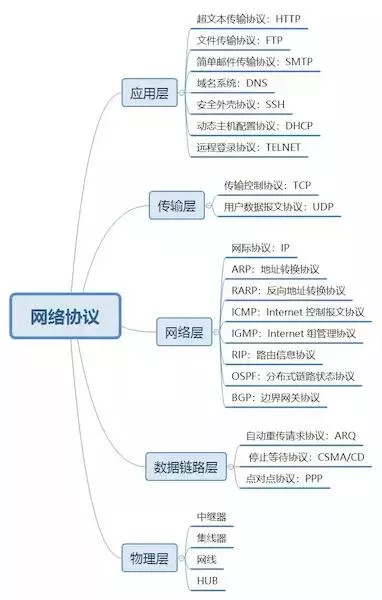 超文本传输协议：HTTP
文件传输协议：FTP
简单邮件传输协议：SMTP
域名系统：DNS
安全外壳协议：SSH
动态主机配置协议：DHCP
远程登录协议：TELNET
应用层
传输控制协议：TCP
用户数据报文协议：UDP
传输层
网际协议：IP
ARP：地址转换协议
RARP：反向地址转换协议
ICMP：Internet 控制报文协议
IGMP：Internet 组管理协议
RIP：路由信息协议
OSPF：分布式链路状态协议
BGP：边界网关协议
网络层
网络协议
自动重传请求协议：ARQ
停止等待协议：CSMA/CD
点对点协议：PPP
数据链路层
中继器
集线器
网线
HUB
物理层